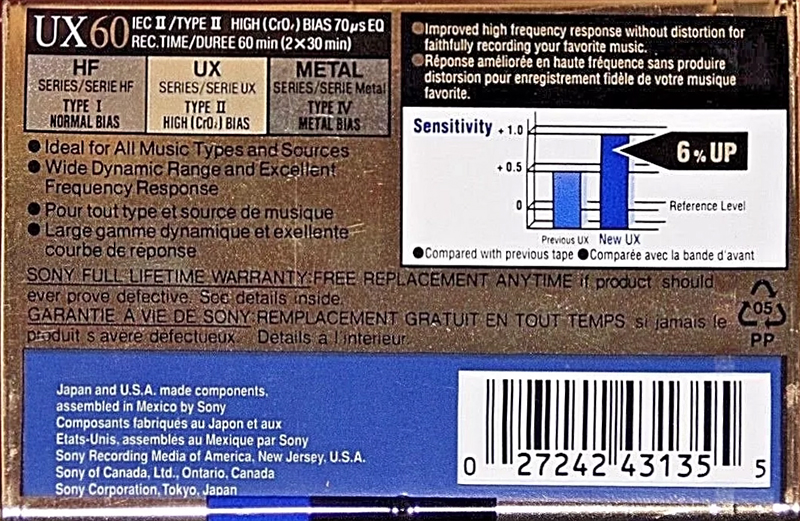 UX60 IEC II/TYPE II HIGH (CrO₂) BIAS 70µs EQ
REC.TIME/DUREE 60 min (2×30 min)
HF
SERIES/SERIE HF
TYPE I
NORMAL BIAS
UX
SERIES/SERIE UX
TYPE II
HIGH (CrO₂) BIAS
METAL
SERIES/SERIE Metal
TYPE IV
METAL BIAS
●Ideal for All Music Types and Sources
●Wide Dynamic Range and Excellent
Frequency Response
●Pour tout type et source de musique
●Large gamme dynamique et exellente
courbe de réponse
●Improved high frequency response without distortion for
faithfully recording your favorite music.
●Réponse améliorée en haute fréquence sans produire
distorsion pour enregistrement fidèle de votre musique
favorite.
Sensitivity
+1.0
+0.5
0
6% UP
Reference Level
Previous UX New UX
●Compared with previous tape ●Comparée avec la bande d'avant
SONY FULL LIFETIME WARRANTY:FREE REPLACEMENT ANYTIME if product should
ever prove defective. See details inside.
GARANTIE À VIE DE SONY:REMPLACEMENT GRATUIT EN TOUT TEMPS si jamais le
produit s'avère défectueux. Détails à l'intérieur.
05
PP
Japan and U.S.A. made components,
assembled in Mexico by Sony
Composants fabriqués au Japon et aux
Etats-Unis, assemblés au Mexique par Sony
Sony Recording Media of America, New Jersey, U.S.A.
Sony of Canada, Ltd., Ontario, Canada
Sony Corporation, Tokyo, Japan
0 27242 43135 5